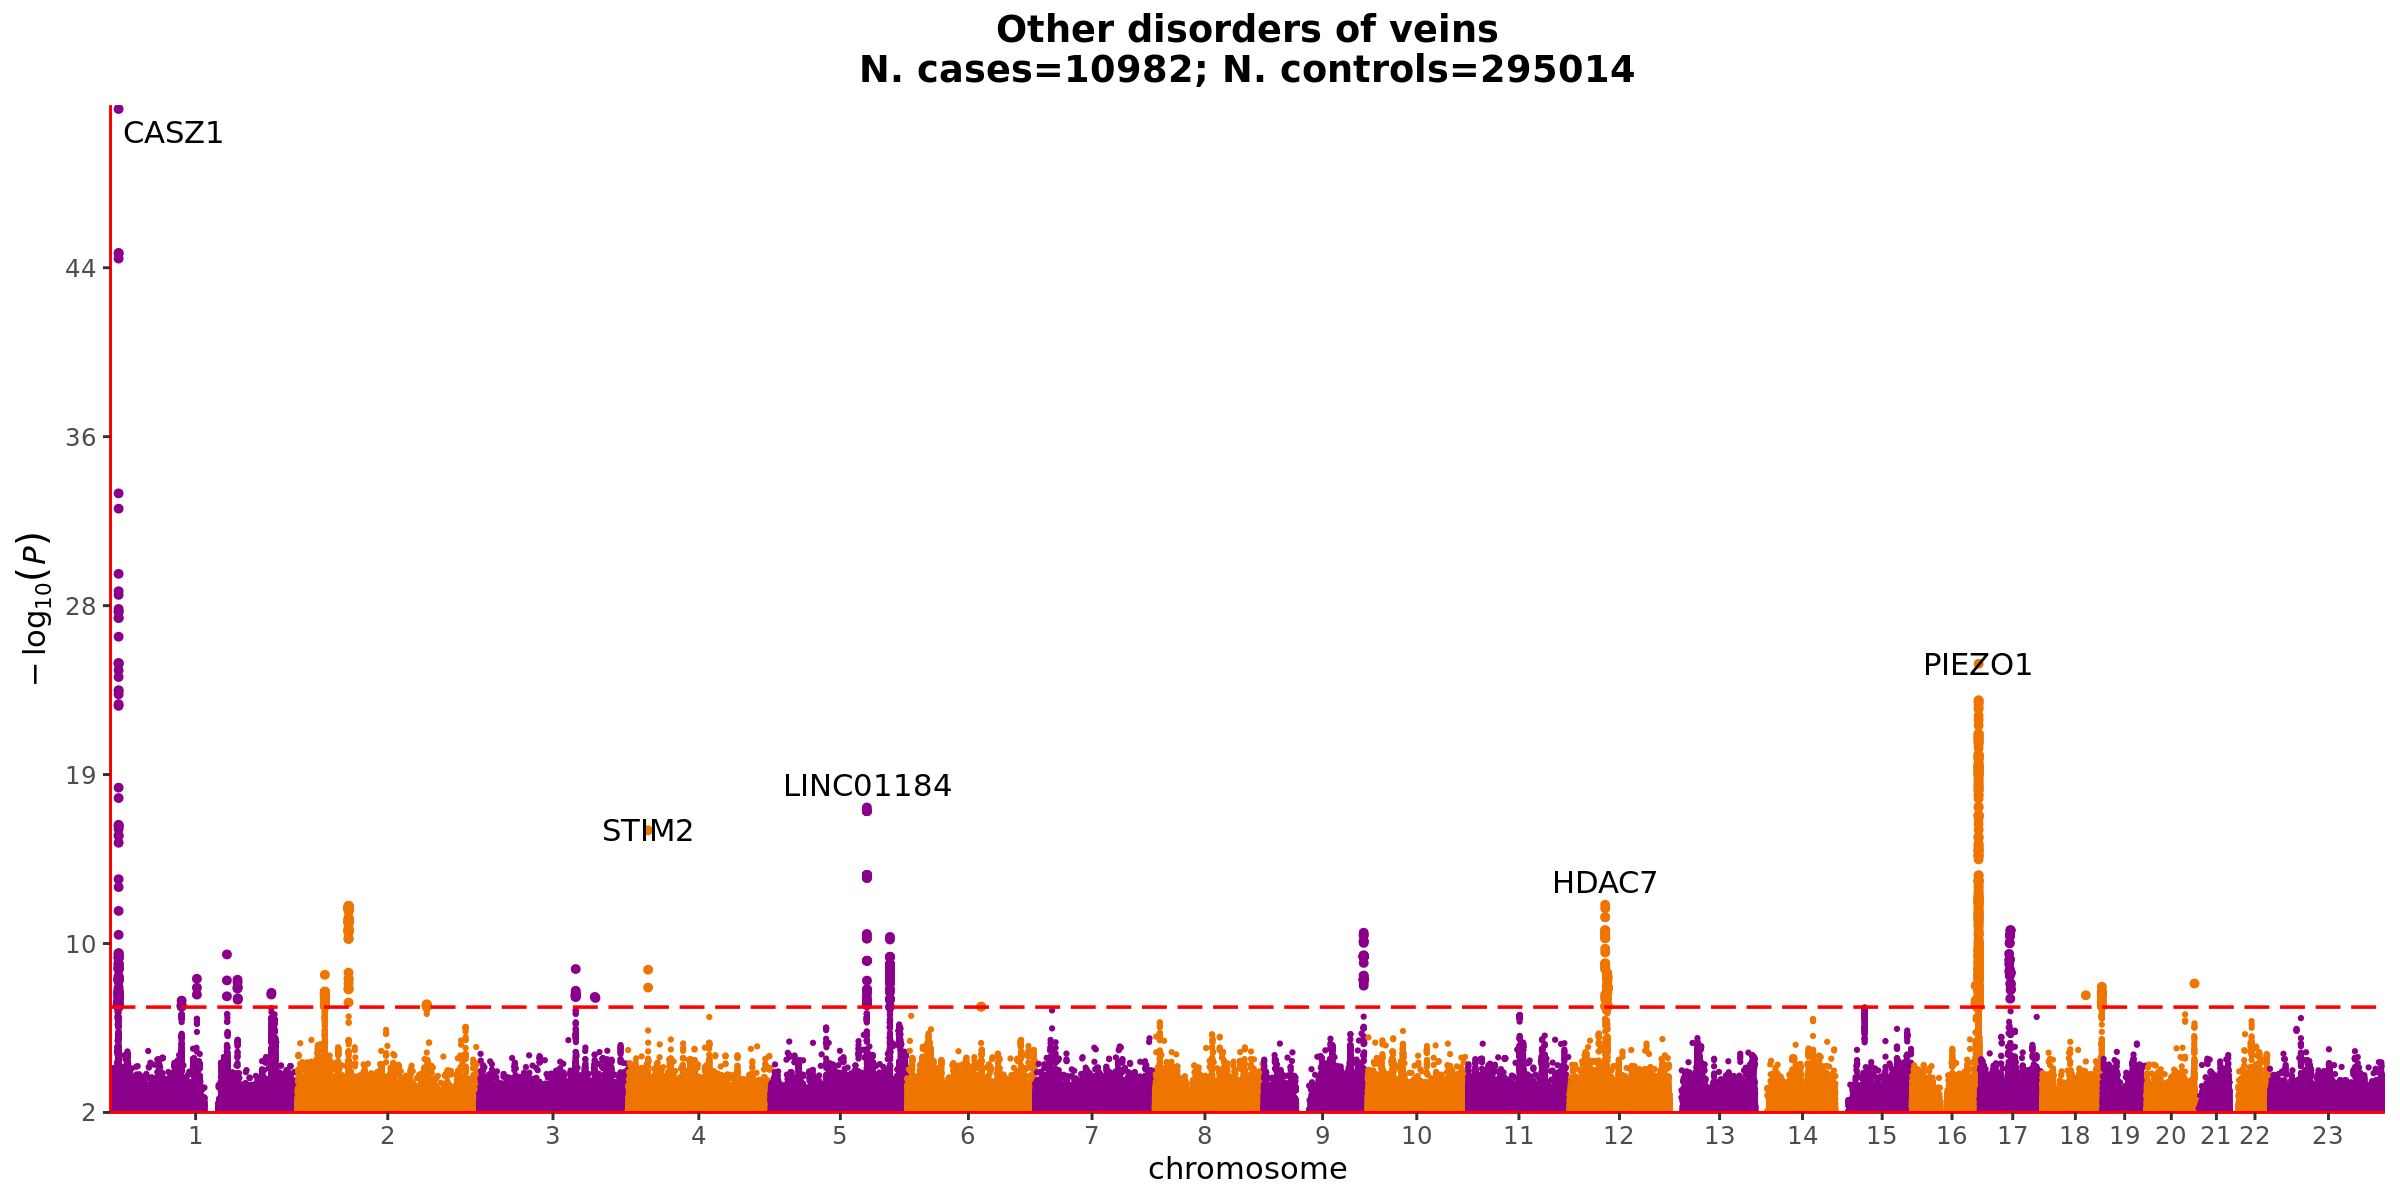 Other disorders of veins
N. cases=10982; N. controls=295014
CASZ1
44
36
− log10(P)
28
PIEZO1
19
LINC01184
STIM2
HDAC7
10
2
1 2 3 4 5 6 7 8 9 10 11 12 13 14 15 16 17 18 19 20 21 22 23
chromosome